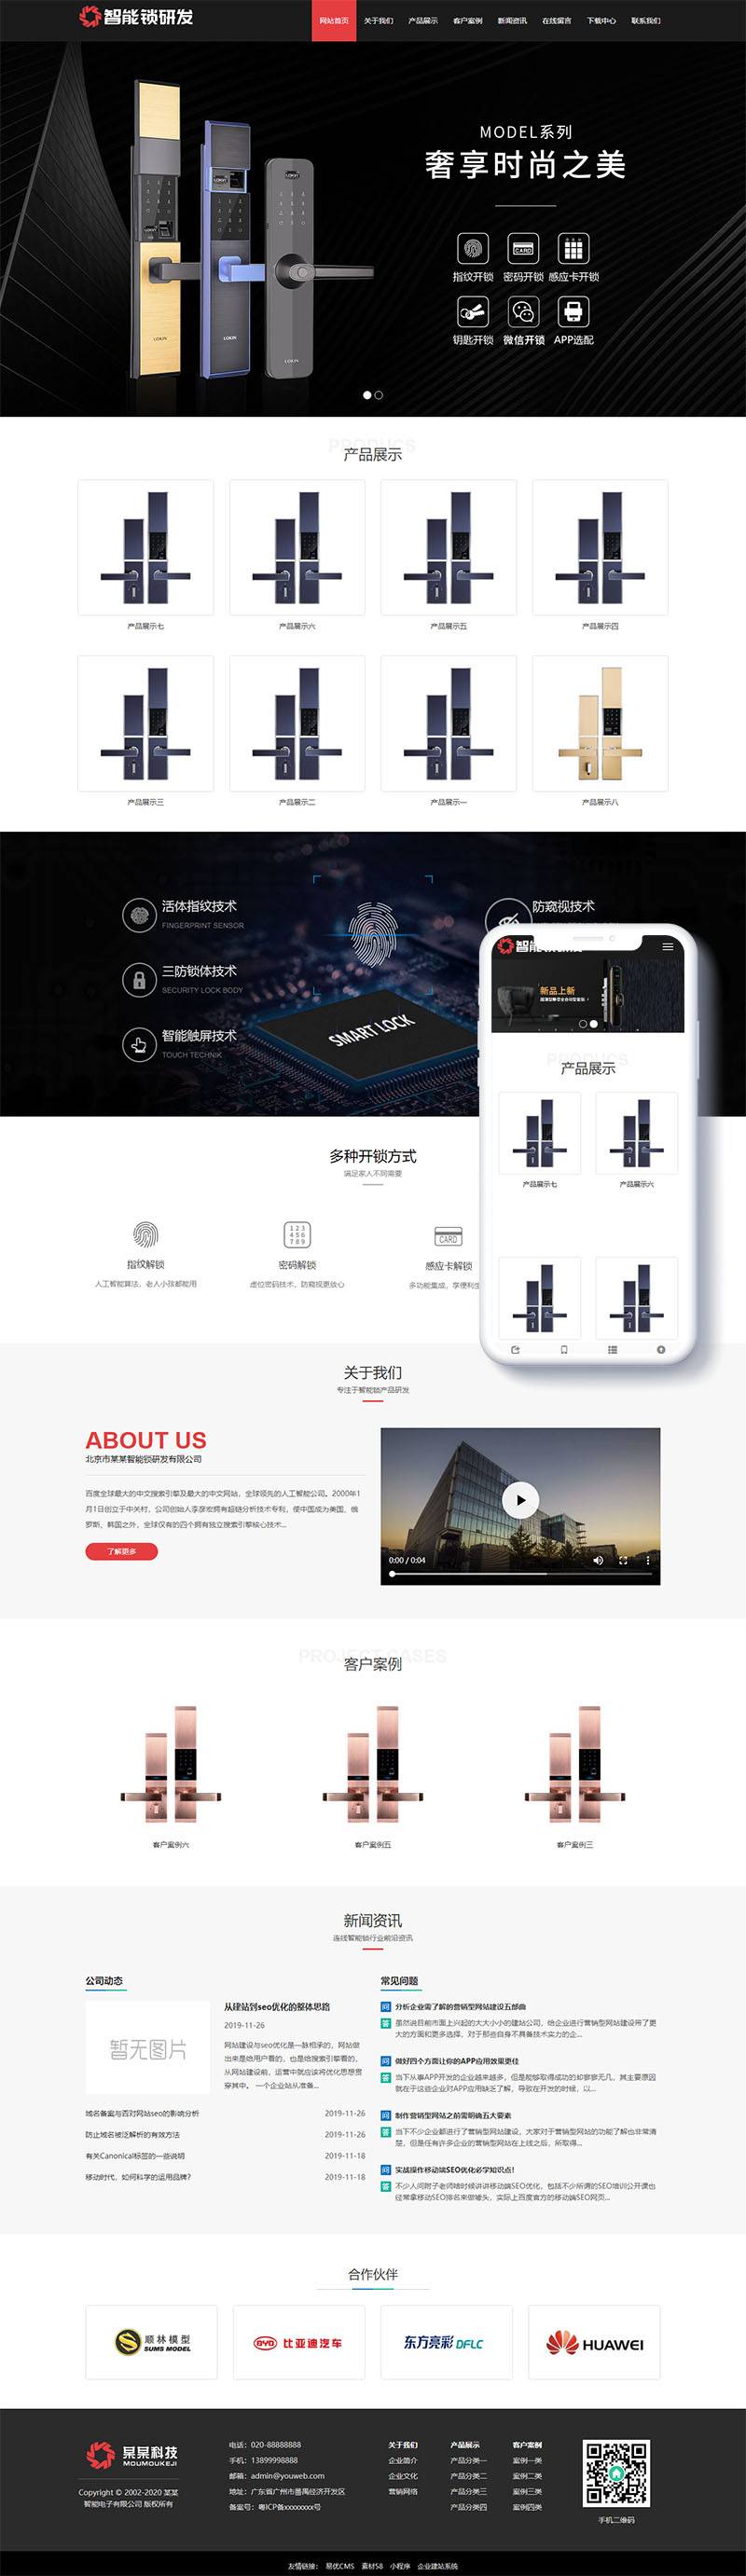 智能锁研发
网站首页 关于我们 产品展示 客户案例 新闻资讯 在线留言 下载中心 联系我们
MODEL系列
奢享时尚之美
CARD
指纹开锁 密码开锁 感应卡开锁
钥匙开锁 微信开锁 APP选配
LOKIN LOKIN LOKIN
PRODUCS
产品展示
产品展示七 产品展示六 产品展示五 产品展示四
产品展示三 产品展示二 产品展示一 产品展示八
活体指纹技术
FINGERPRINT SENSOR
三防锁体技术
SECURITY LOCK BODY
智能触屏技术
TOUCH TECHNIK
SMART LOCK
防窥视技术
智能锁研发
新品上新
PRODUCS
产品展示
产品展示七 产品展示六
多种开锁方式
满足家人不同需要
指纹解锁
人工智能算法，老人小孩都能用
1 2 3
4 5 6
7 8 9
密码解锁
虚位密码技术，防窥视更放心
CARD
感应卡解锁
多功能集成，享便利生
关于我们
专注于智能锁产品研发
ABOUT US
北京市某某智能锁研发有限公司
百度全球最大的中文搜索引擎及最大的中文网站，全球领先的人工智能公司。2000年1
月1日创立于中关村，公司创始人李彦宏拥有超链分析技术专利，使中国成为美国、俄
罗斯、韩国之外，全球仅有的四个拥有独立搜索引擎核心技术...
了解更多
0:00 / 0:04
PROJECT CASES
客户案例
客户案例六 客户案例五 客户案例三
新闻资讯
连线智能锁行业前沿资讯
公司动态
暂无图片
从建站到seo优化的整体思路
2019-11-26
网站建设与seo优化是一脉相承的，网站做
出来是给用户看的，也是给搜索引擎看的，
从网站建设前，运营中就应该将优化思想贯
穿其中。 一个企业站从准备...
域名备案与否对网站seo的影响分析 2019-11-26
防止域名被泛解析的有效方法 2019-11-26
有关Canonical标签的一些说明 2019-11-18
移动时代，如何科学的运用品牌? 2019-11-18
常见问题
问 分析企业需了解的营销型网站建设五部曲
答 虽然说目前市面上兴起的大大小小的建站公司，给企业进行营销型网站建设带了更
大的方面和更多选择，对于那些自身不具备技术实力的企...
问 做好四个方面让你的APP应用效果更佳
答 当下从事APP开发的企业越来越多，但是能够取得成功的却寥寥无几，其主要原因
就在于这些企业对APP应用缺乏了解，导致在开发的时候，以...
问 制作营销型网站之前需明确五大要素
答 当下不少企业都进行了营销型网站建设，大家对于营销型网站的功能了解也非常清
楚，但是任有许多企业的营销型网站在上线之后，所取得...
问 实战操作移动端SEO优化必学知识点！
答 不少人问附子老师啥时候讲讲移动端SEO优化，包括不少所谓的SEO培训公开课也
经常拿移动SEO排名来做噱头，实际上百度官方的移动端SEO网页...
合作伙伴
顺林模型
SUMS MODEL
BYD 比亚迪汽车
东方亮彩 DFLC
HUAWEI
某某科技
MOUMOUKEJI
Copyright © 2002-2020 某某
智能电子有限公司 版权所有
电话：020-88888888
手机：13899998888
邮箱：admin@youweb.com
地址：广东省广州市番禺经济开发区
备案号：粤ICP备xxxxxxxx号
关于我们 产品展示 客户案例
企业简介 产品分类一 案例一类
企业文化 产品分类二 案例二类
营销网络 产品分类三 案例三类
产品分类四 案例四类
手机二维码
友情链接： 易优CMS 素材58 小程序 企业建站系统